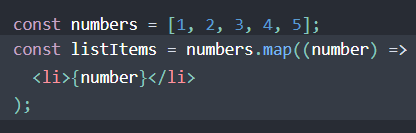 const numbers = [1, 2, 3, 4, 5];
const listItems = numbers.map((number) =>
  <li>{number}</li>
);